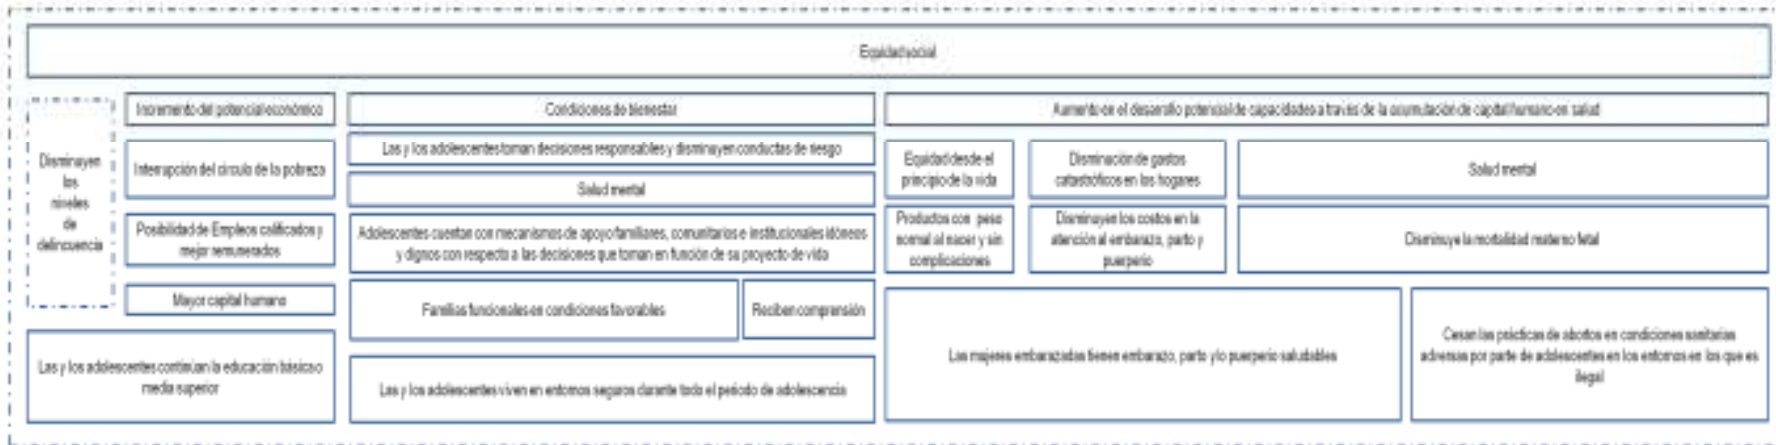 Equidad social
Incremento del potencial económico
Condiciones de bienestar
Aumento en el desarrollo potencial de capacidades a través de la acumulación de capital humano en salud
Disminuyen
los
niveles
de
delincuencia
Interrupción del círculo de la pobreza
Las y los adolescentes toman decisiones responsables y disminuyen conductas de riesgo
Salud mental
Equidad desde el
principio de la vida
Disminución de gastos
catastróficos en los hogares
Salud mental
Posibilidad de Empleos calificados y
mejor remunerados
Adolescentes cuentan con mecanismos de apoyo familiares, comunitarios e institucionales idóneos
y dignos con respecto a las decisiones que toman en función de su proyecto de vida
Productos con peso
normal al nacer y sin
complicaciones
Disminuyen los costos en la
atención al embarazo, parto y
puerperio
Disminuye la mortalidad materno fetal
Mayor capital humano
Familias funcionales en condiciones favorables
Reciben comprensión
Las y los adolescentes continúan la educación básica o
media superior
Las y los adolescentes viven en entornos seguros durante todo el periodo de adolescencia
Las mujeres embarazadas tienen embarazo, parto y/o puerperio saludables
Cesan las prácticas de abortos en condiciones sanitarias
adversas por parte de adolescentes en los entornos en los que es
ilegal